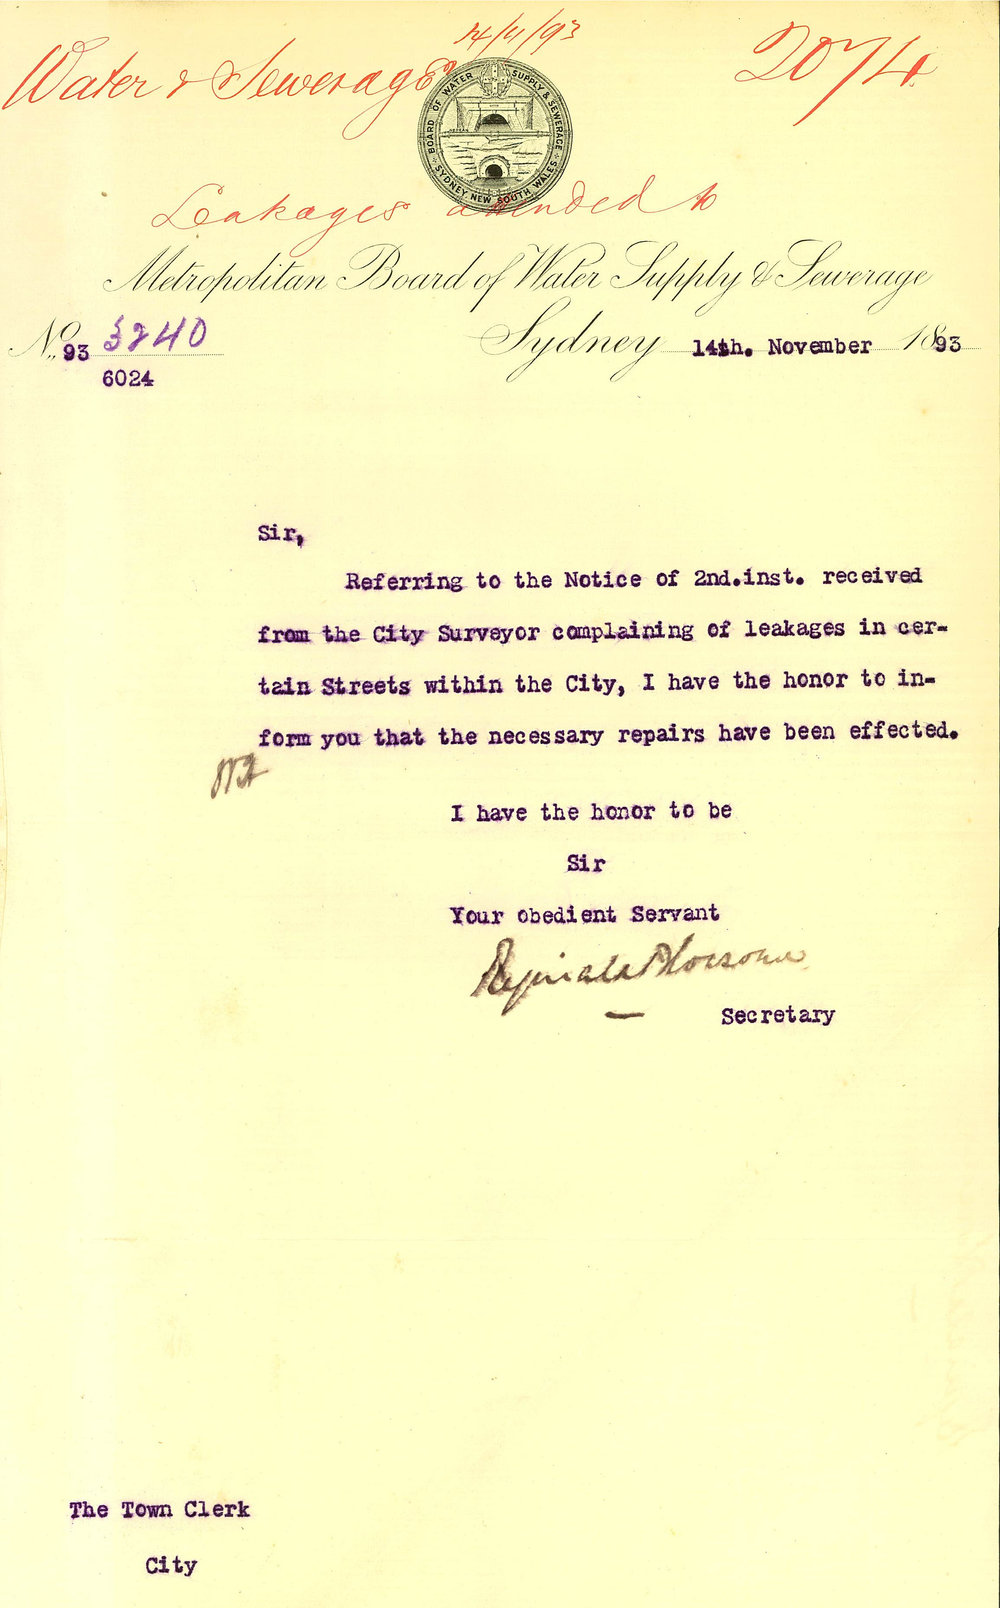 14/11/93
Water & Sewerage
2074
BOARD OF WATER SUPPLY & SEWERAGE
SYDNEY, NEW SOUTH WALES
Leakages attended to
Metropolitan Board of Water Supply & Sewerage
No. 93 3240
6024
Sydney 14th. November 1893
Sir,
Referring to the Notice of 2nd.inst. received
from the City Surveyor complaining of leakages in cer-
tain Streets within the City, I have the honor to in-
form you that the necessary repairs have been effected.
I have the honor to be
Sir
Your obedient Servant
Secretary
The Town Clerk
City